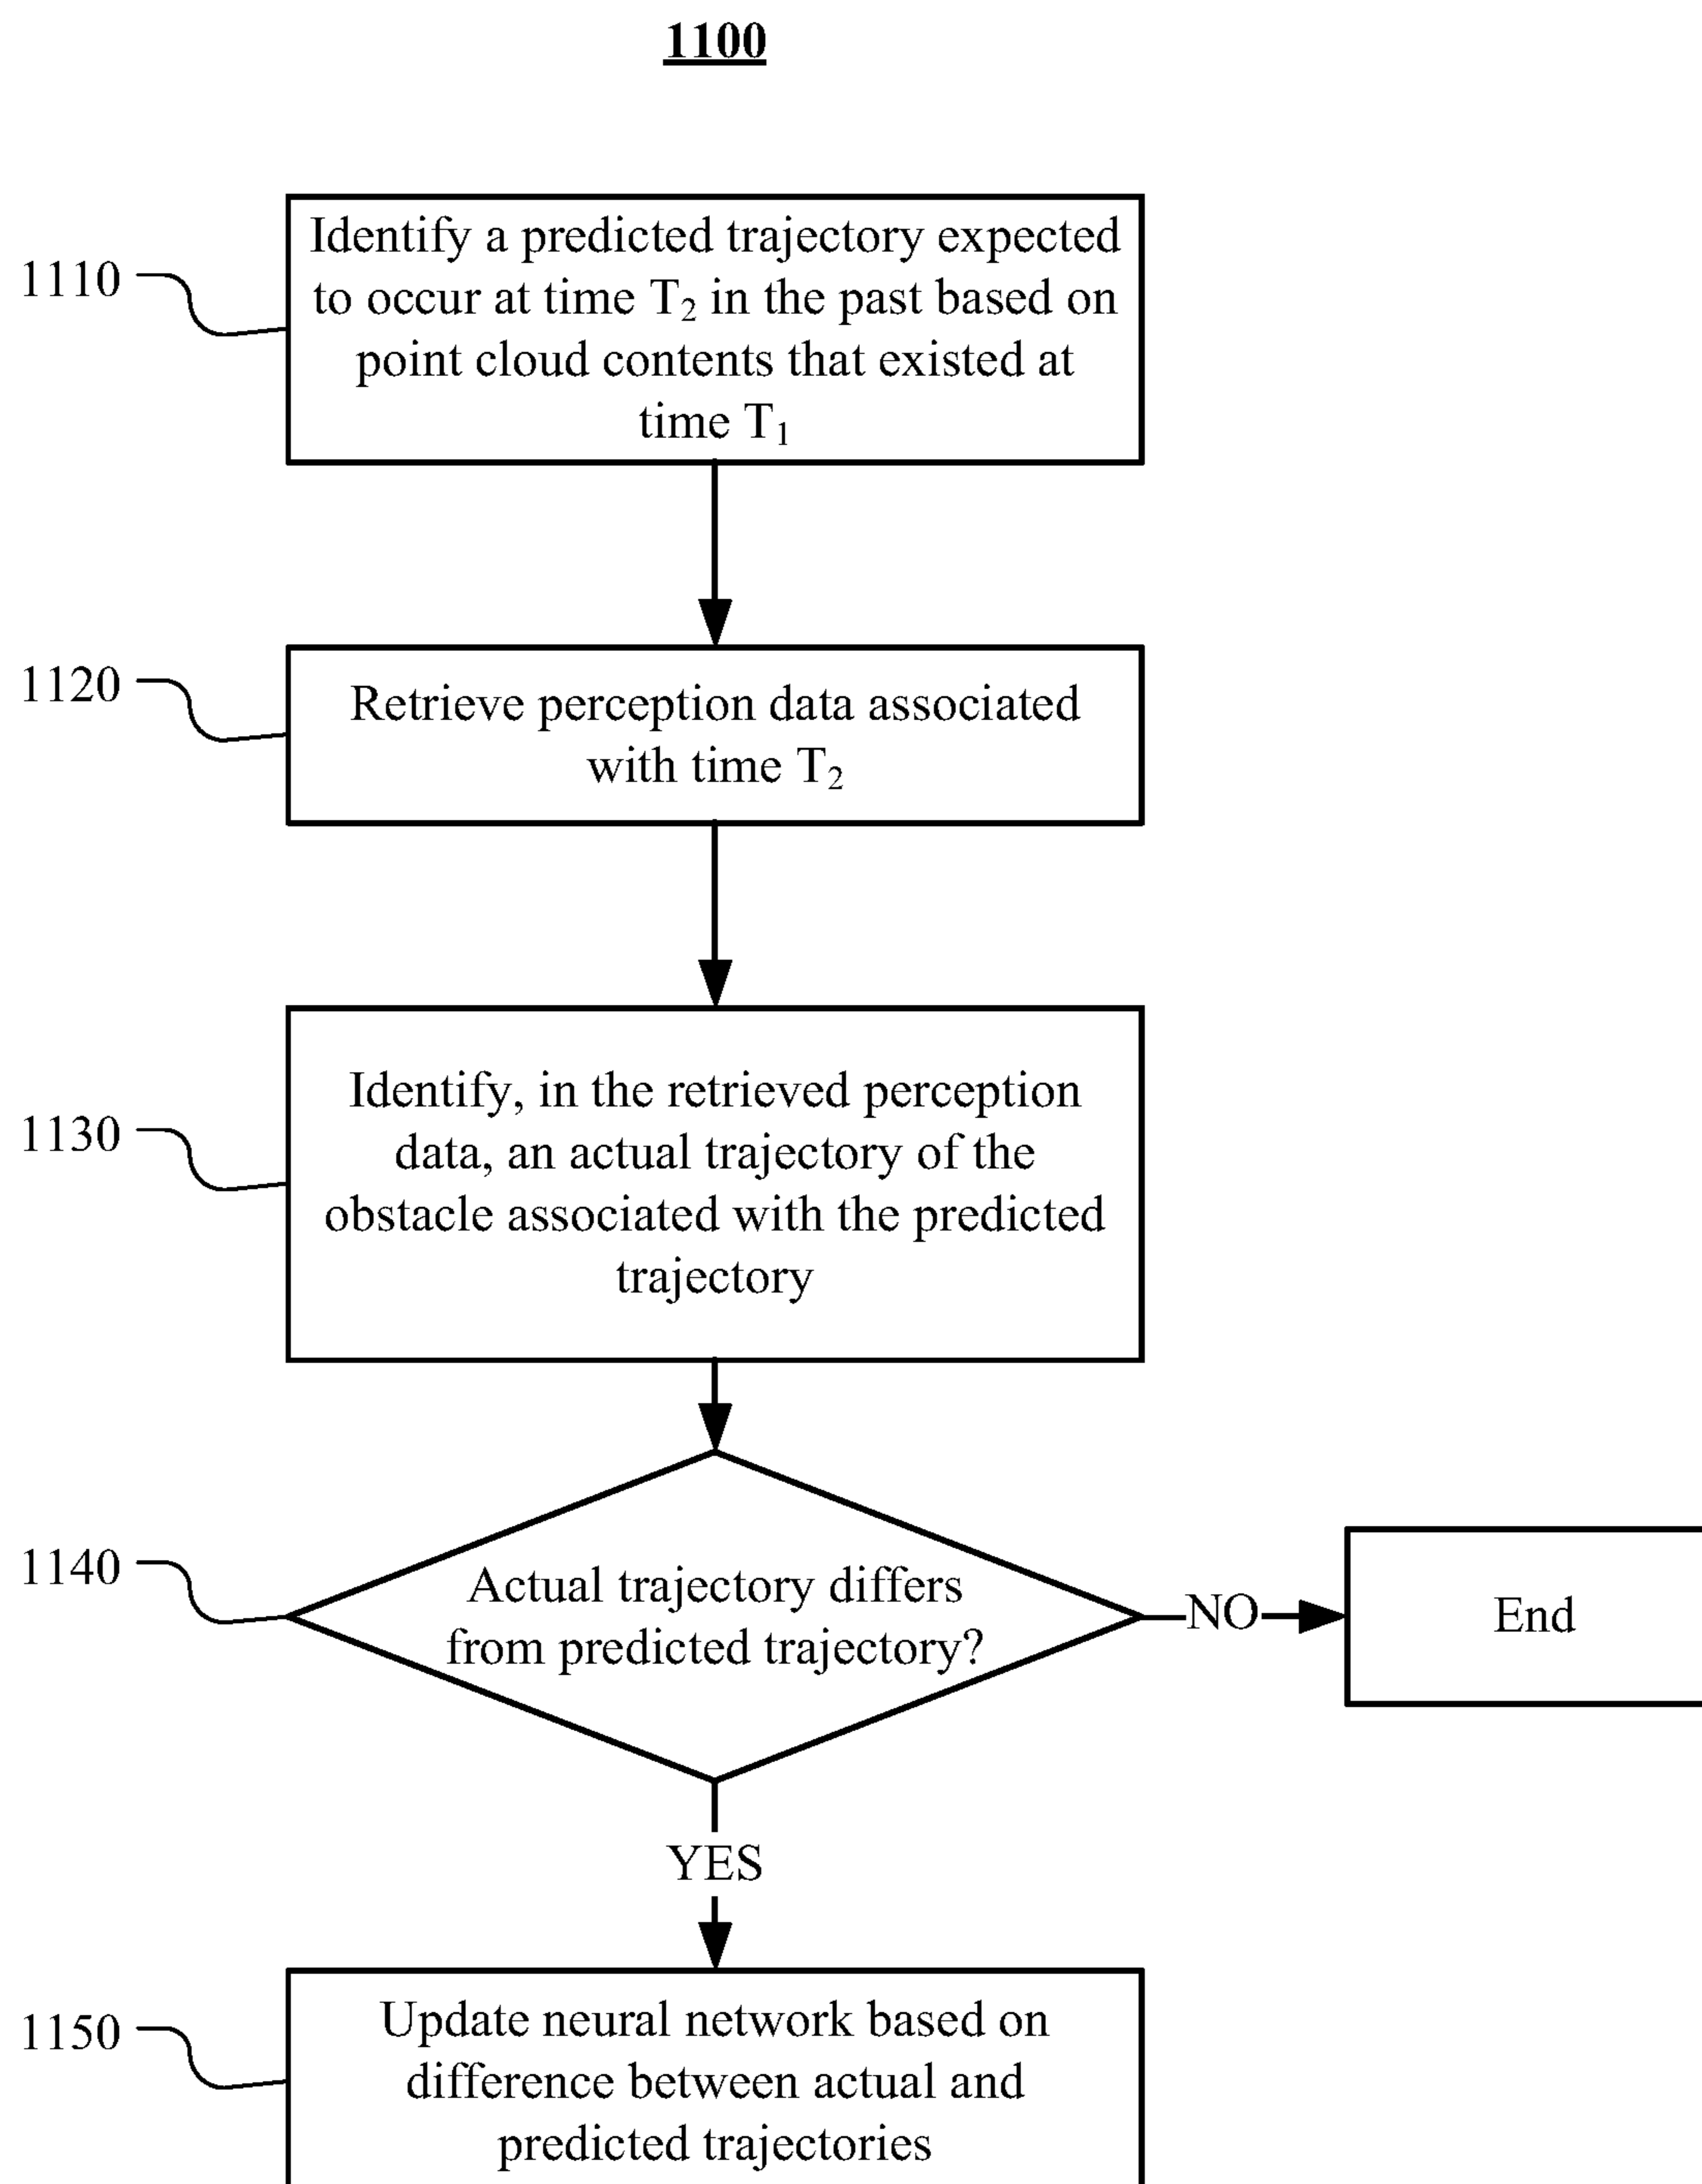 1100
1110
Identify a predicted trajectory expected
to occur at time T₂ in the past based on
point cloud contents that existed at
time T₁
1120
Retrieve perception data associated
with time T₂
1130
Identify, in the retrieved perception
data, an actual trajectory of the
obstacle associated with the predicted
trajectory
1140
Actual trajectory differs
from predicted trajectory?
NO
End
YES
1150
Update neural network based on
difference between actual and
predicted trajectories